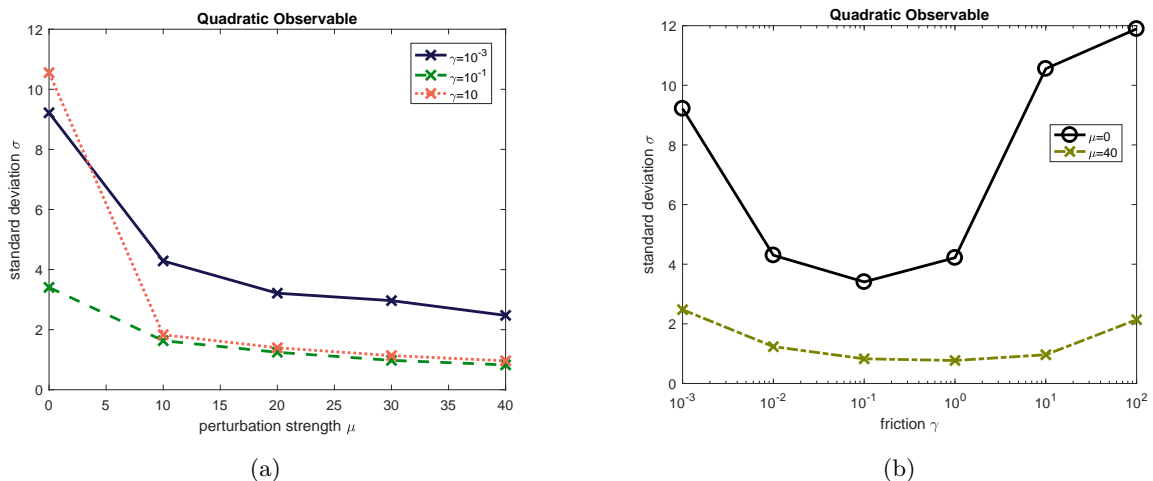 Quadratic Observable
12
10
8
6
4
2
0
standard deviation σ
γ=10-3
γ=10-1
γ=10
0 5 10 15 20 25 30 35 40
perturbation strength μ
(a)
Quadratic Observable
12
10
8
6
4
2
0
standard deviation σ
μ=0
μ=40
10-3 10-2 10-1 100 101 102
friction γ
(b)